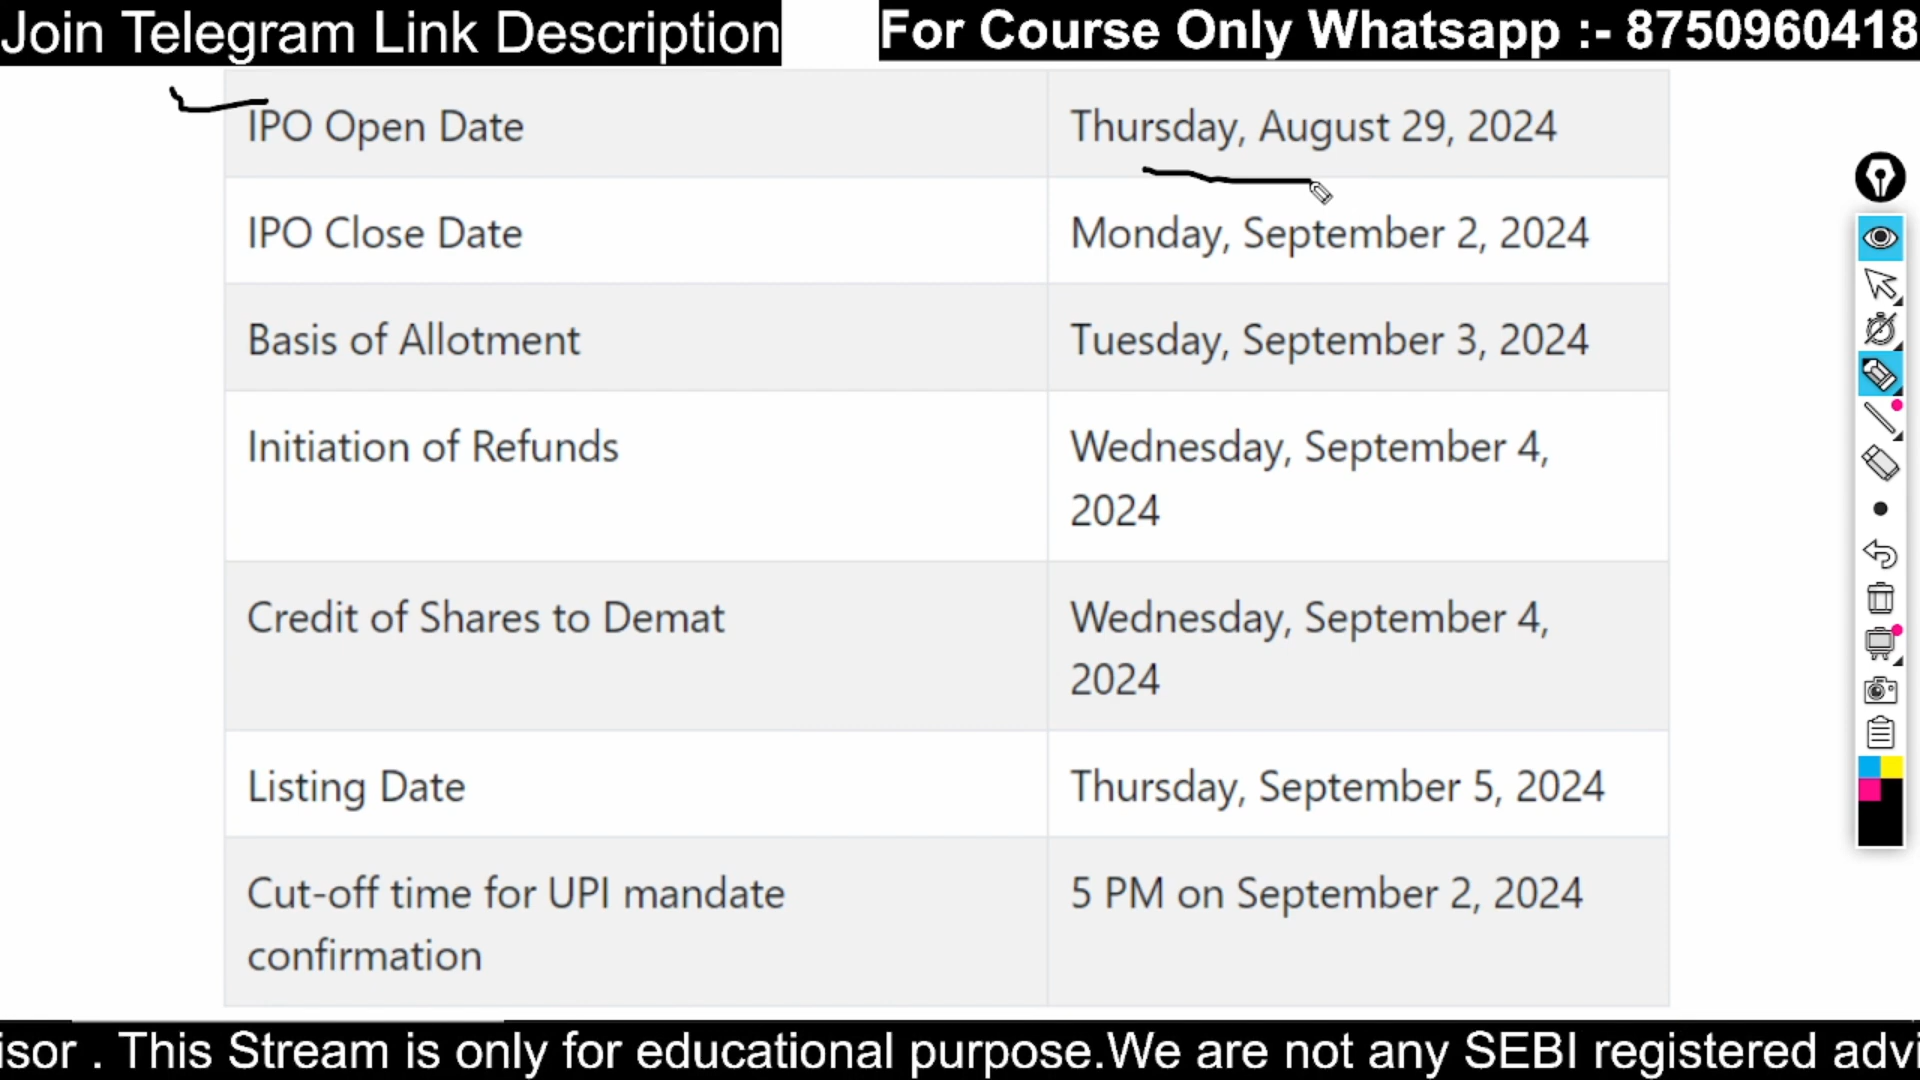 Join Telegram Link Description
For Course Only Whatsapp :- 8750960418
IPO Open Date
Thursday, August 29, 2024
IPO Close Date
Monday, September 2, 2024
Basis of Allotment
Tuesday, September 3, 2024
Initiation of Refunds
Wednesday, September 4,
2024
Credit of Shares to Demat
Wednesday, September 4,
2024
Listing Date
Thursday, September 5, 2024
Cut-off time for UPI mandate
confirmation
5 PM on September 2, 2024
isor . This Stream is only for educational purpose.We are not any SEBI registered advi